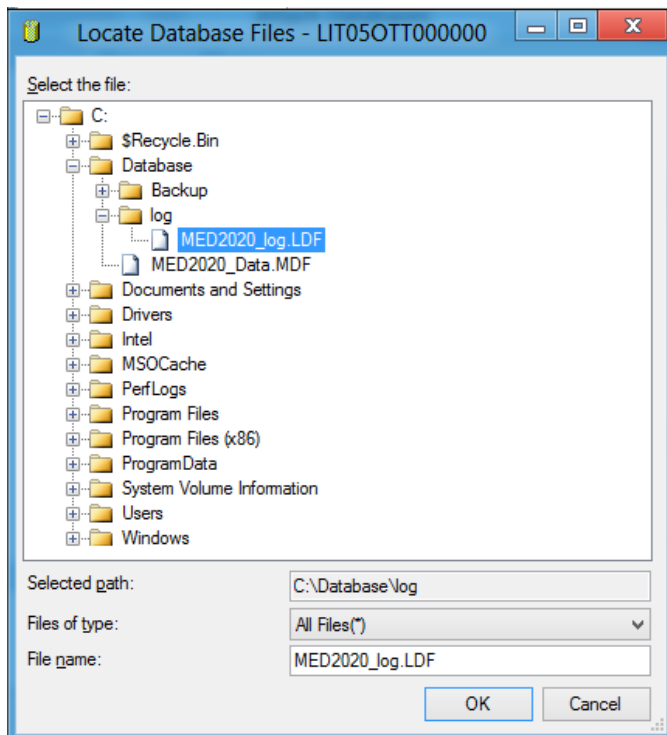 Locate Database Files - LIT05OTT000000
Select the file:
C:
$Recycle.Bin
Database
Backup
log
MED2020_log.LDF
MED2020_Data.MDF
Documents and Settings
Drivers
Intel
MSOCache
PerfLogs
Program Files
Program Files (x86)
ProgramData
System Volume Information
Users
Windows
Selected path: C:\Database\log
Files of type: All Files(*)
File name: MED2020_log.LDF
OK Cancel